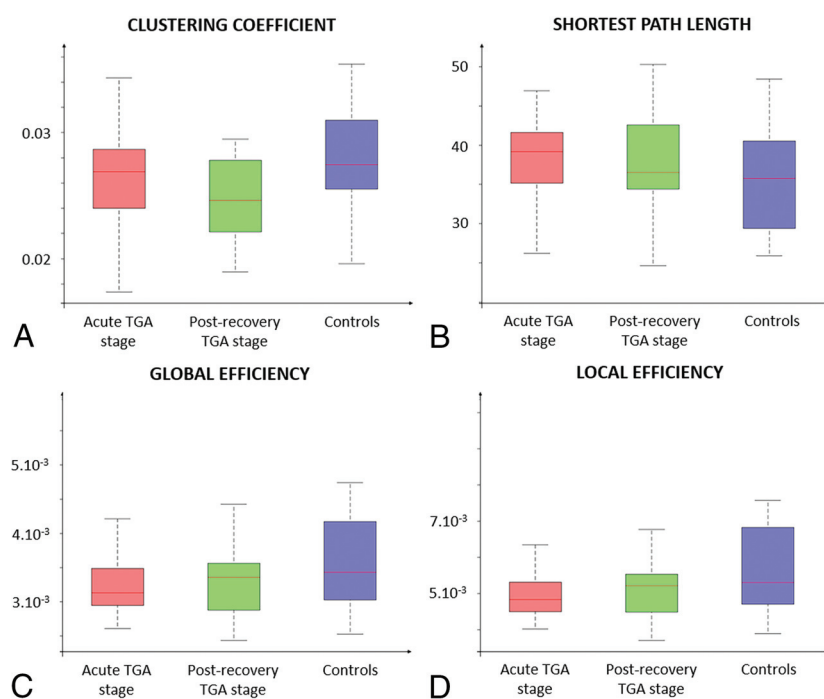 CLUSTERING COEFFICIENT
0.03
0.02
Acute TGA
stage
Post-recovery
TGA stage
Controls
A
SHORTEST PATH LENGTH
50
40
30
Acute TGA
stage
Post-recovery
TGA stage
Controls
B
GLOBAL EFFICIENCY
5.10⁻³
4.10⁻³
3.10⁻³
Acute TGA
stage
Post-recovery
TGA stage
Controls
C
LOCAL EFFICIENCY
7.10⁻³
5.10⁻³
Acute TGA
stage
Post-recovery
TGA stage
Controls
D